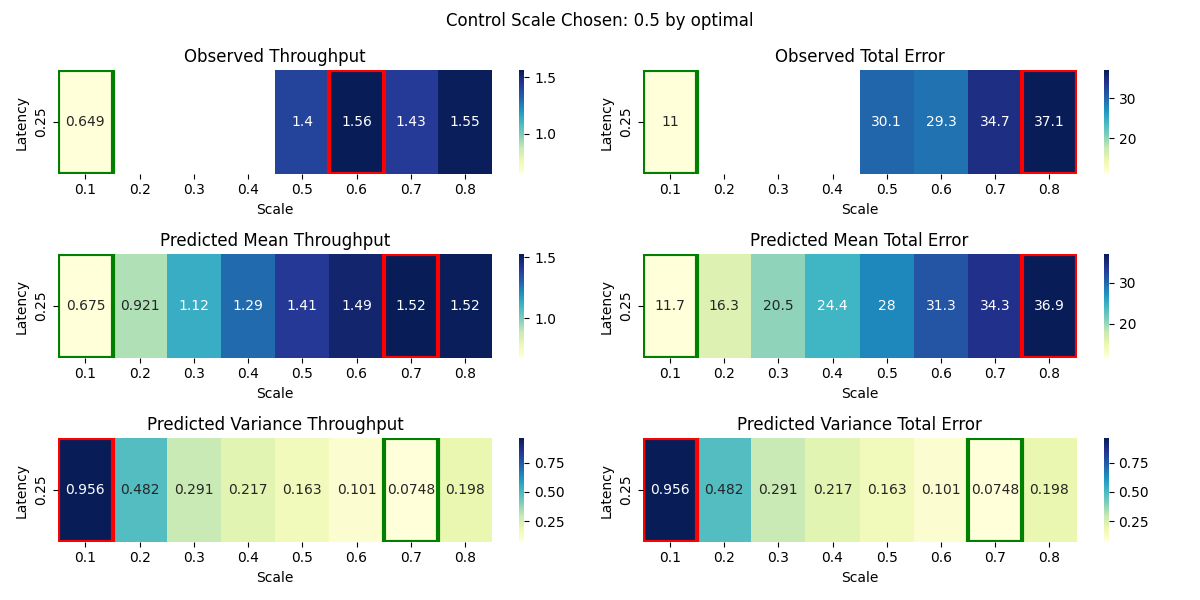 Control Scale Chosen: 0.5 by optimal
Observed Throughput
Latency
0.25
0.649 1.4 1.56 1.43 1.55
0.1 0.2 0.3 0.4 0.5 0.6 0.7 0.8
Scale
1.5
1.0
Observed Total Error
Latency
0.25
11 30.1 29.3 34.7 37.1
0.1 0.2 0.3 0.4 0.5 0.6 0.7 0.8
Scale
30
20
Predicted Mean Throughput
Latency
0.25
0.675 0.921 1.12 1.29 1.41 1.49 1.52 1.52
0.1 0.2 0.3 0.4 0.5 0.6 0.7 0.8
Scale
1.5
1.0
Predicted Mean Total Error
Latency
0.25
11.7 16.3 20.5 24.4 28 31.3 34.3 36.9
0.1 0.2 0.3 0.4 0.5 0.6 0.7 0.8
Scale
30
20
Predicted Variance Throughput
Latency
0.25
0.956 0.482 0.291 0.217 0.163 0.101 0.0748 0.198
0.1 0.2 0.3 0.4 0.5 0.6 0.7 0.8
Scale
0.75
0.50
0.25
Predicted Variance Total Error
Latency
0.25
0.956 0.482 0.291 0.217 0.163 0.101 0.0748 0.198
0.1 0.2 0.3 0.4 0.5 0.6 0.7 0.8
Scale
0.75
0.50
0.25